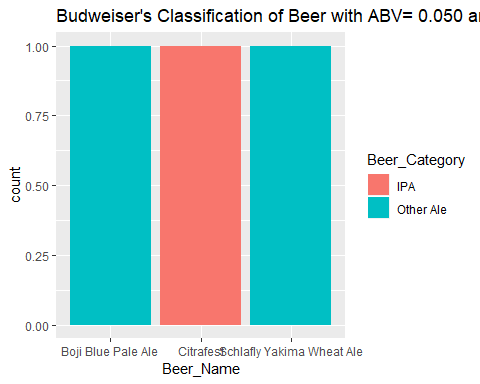 Budweiser's Classification of Beer with ABV= 0.050 a
1.00
0.75
0.50
0.25
0.00
count
Boji Blue Pale Ale Citrafest Schlafly Yakima Wheat Ale
Beer_Name
Beer_Category
IPA
Other Ale